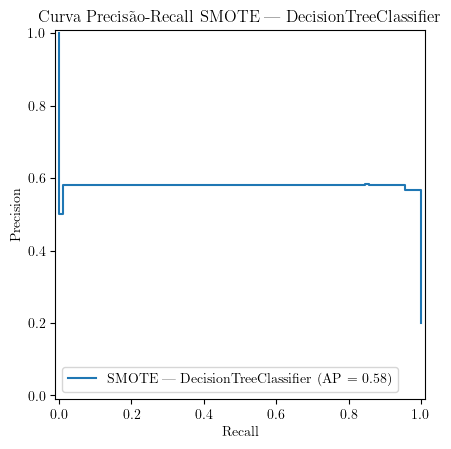 Curva Precisão-Recall SMOTE — DecisionTreeClassifier
1.0
0.8
0.6
0.4
0.2
0.0
Precision
SMOTE — DecisionTreeClassifier (AP = 0.58)
0.0 0.2 0.4 0.6 0.8 1.0
Recall